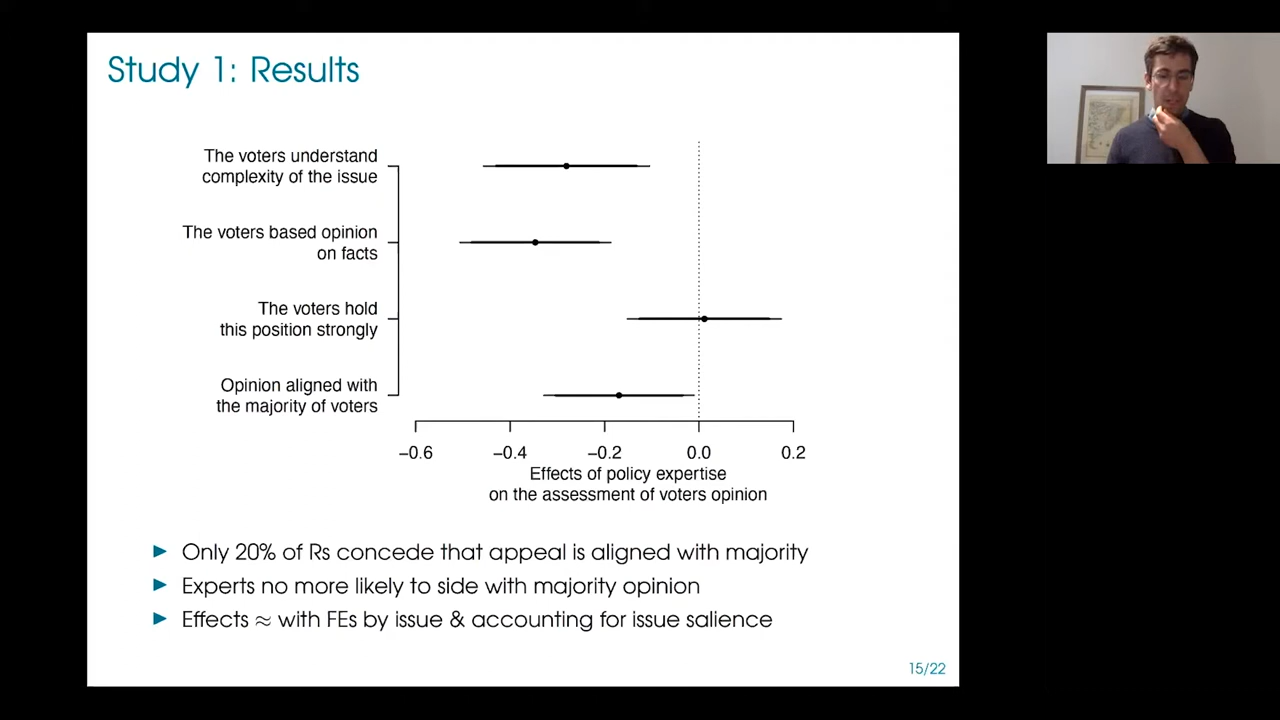 Study 1: Results
The voters understand
complexity of the issue
The voters based opinion
on facts
The voters hold
this position strongly
Opinion aligned with
the majority of voters
−0.6 −0.4 −0.2 0.0 0.2
Effects of policy expertise
on the assessment of voters opinion
▶ Only 20% of Rs concede that appeal is aligned with majority
▶ Experts no more likely to side with majority opinion
▶ Effects ≈ with FEs by issue & accounting for issue salience
15/22